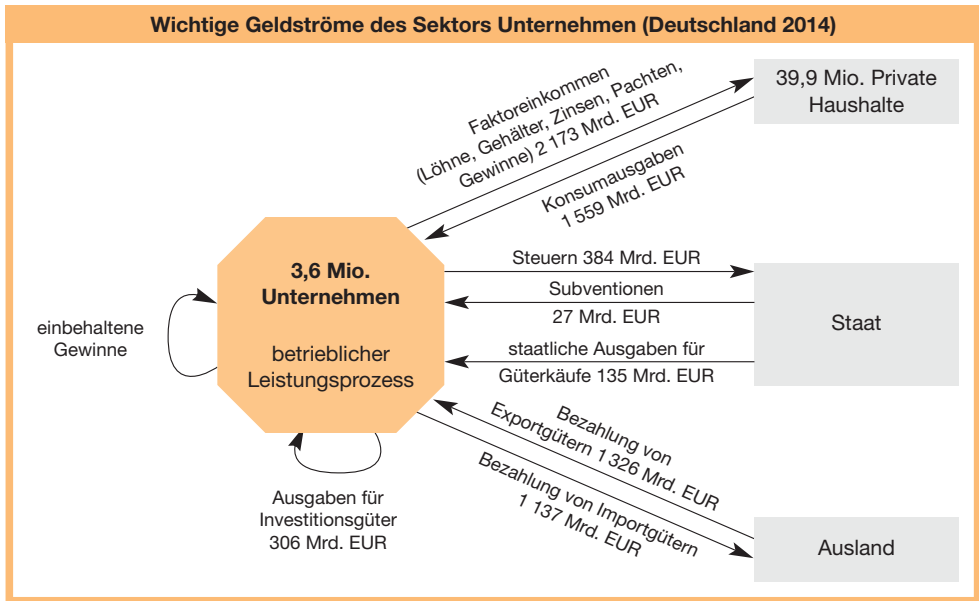 Wichtige Geldströme des Sektors Unternehmen (Deutschland 2014)
Faktoreinkommen
(Löhne, Gehälter, Zinsen, Pachten,
Gewinne) 2 173 Mrd. EUR
39,9 Mio. Private
Haushalte
Konsumausgaben
1 559 Mrd. EUR
3,6 Mio.
Unternehmen
betrieblicher
Leistungsprozess
einbehaltene
Gewinne
Steuern 384 Mrd. EUR
Subventionen
27 Mrd. EUR
staatliche Ausgaben für
Güterkäufe 135 Mrd. EUR
Staat
Bezahlung von
Exportgütern 1 326 Mrd. EUR
Bezahlung von Importgütern
1 137 Mrd. EUR
Ausland
Ausgaben für
Investitionsgüter
306 Mrd. EUR